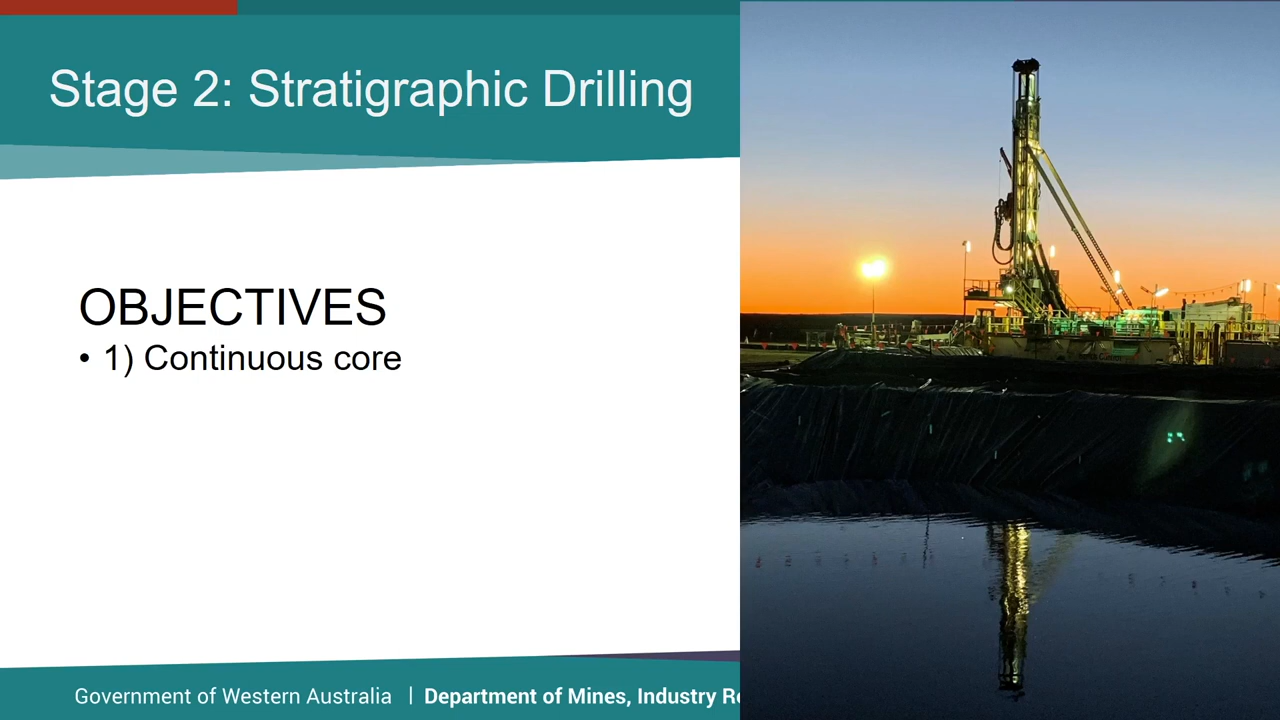 Stage 2: Stratigraphic Drilling
OBJECTIVES
• 1) Continuous core
Government of Western Australia | Department of Mines, Industry